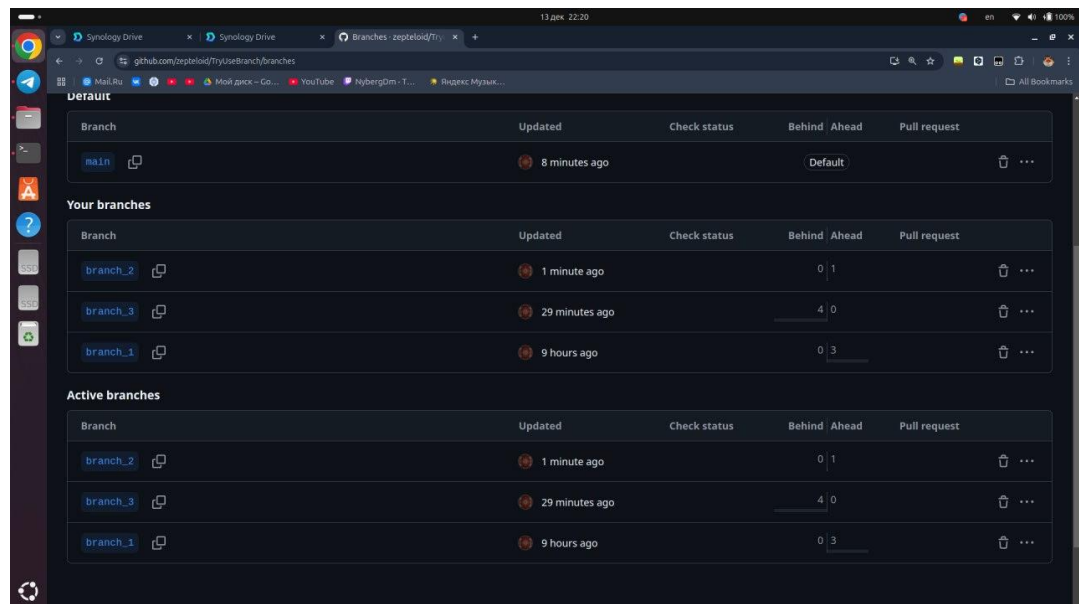 13 дек 22:20
en 100%
Synology Drive Synology Drive Branches · zepteloid/Try
github.com/zepteloid/TryUseBranch/branches
Mail.Ru Мой диск – Go... YouTube NybergDm - T... Яндекс Музык... All Bookmarks
Default
Branch Updated Check status Behind Ahead Pull request
main 8 minutes ago Default
Your branches
Branch Updated Check status Behind Ahead Pull request
branch_2 1 minute ago 0 1
branch_3 29 minutes ago 4 0
branch_1 9 hours ago 0 3
Active branches
Branch Updated Check status Behind Ahead Pull request
branch_2 1 minute ago 0 1
branch_3 29 minutes ago 4 0
branch_1 9 hours ago 0 3
SSD
SSD